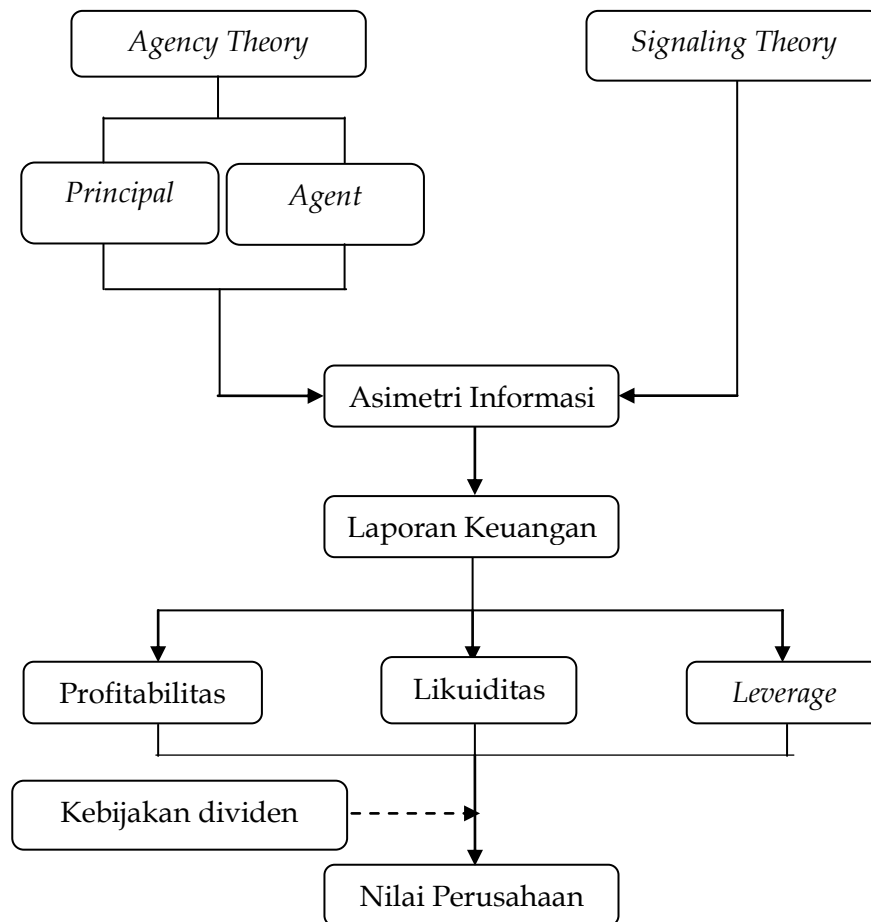 Agency Theory
Signaling Theory
Principal
Agent
Asimetri Informasi
Laporan Keuangan
Profitabilitas
Likuiditas
Leverage
Kebijakan dividen
Nilai Perusahaan